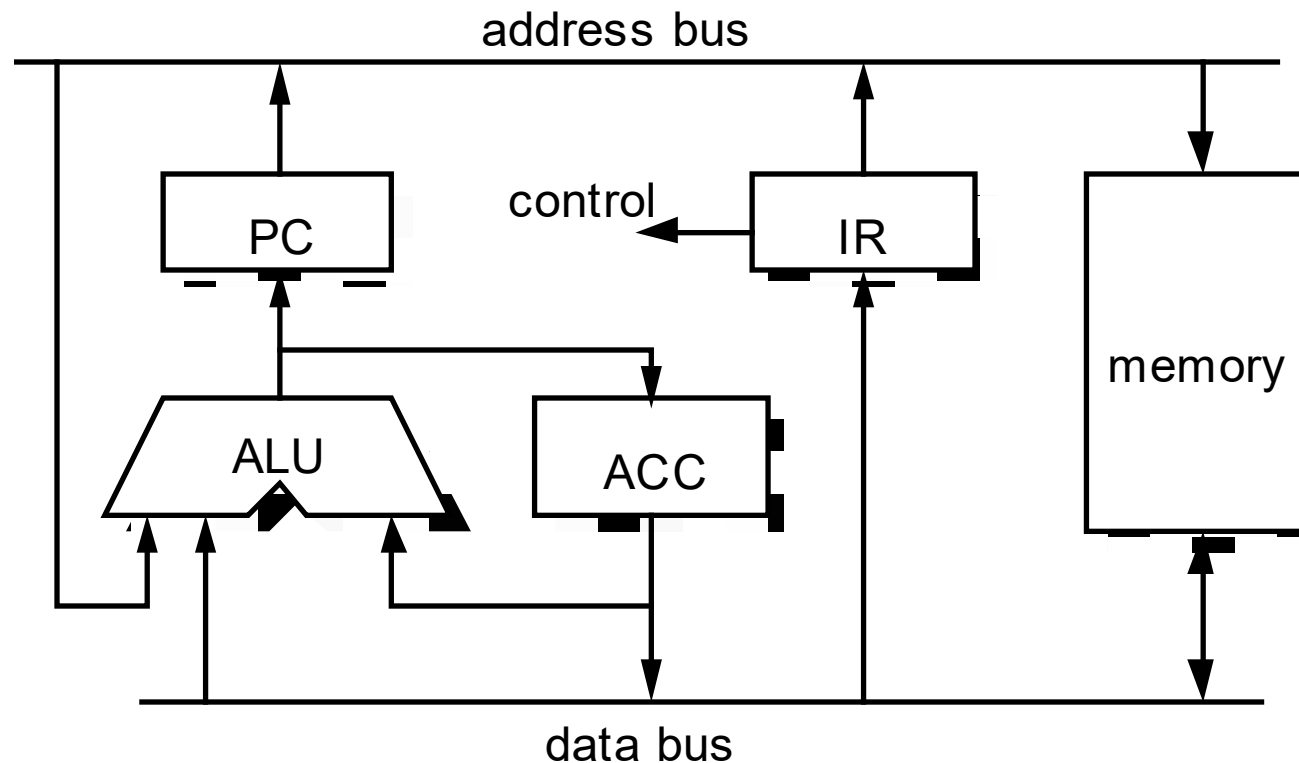 address bus
control
PC
IR
memory
ALU
ACC
data bus